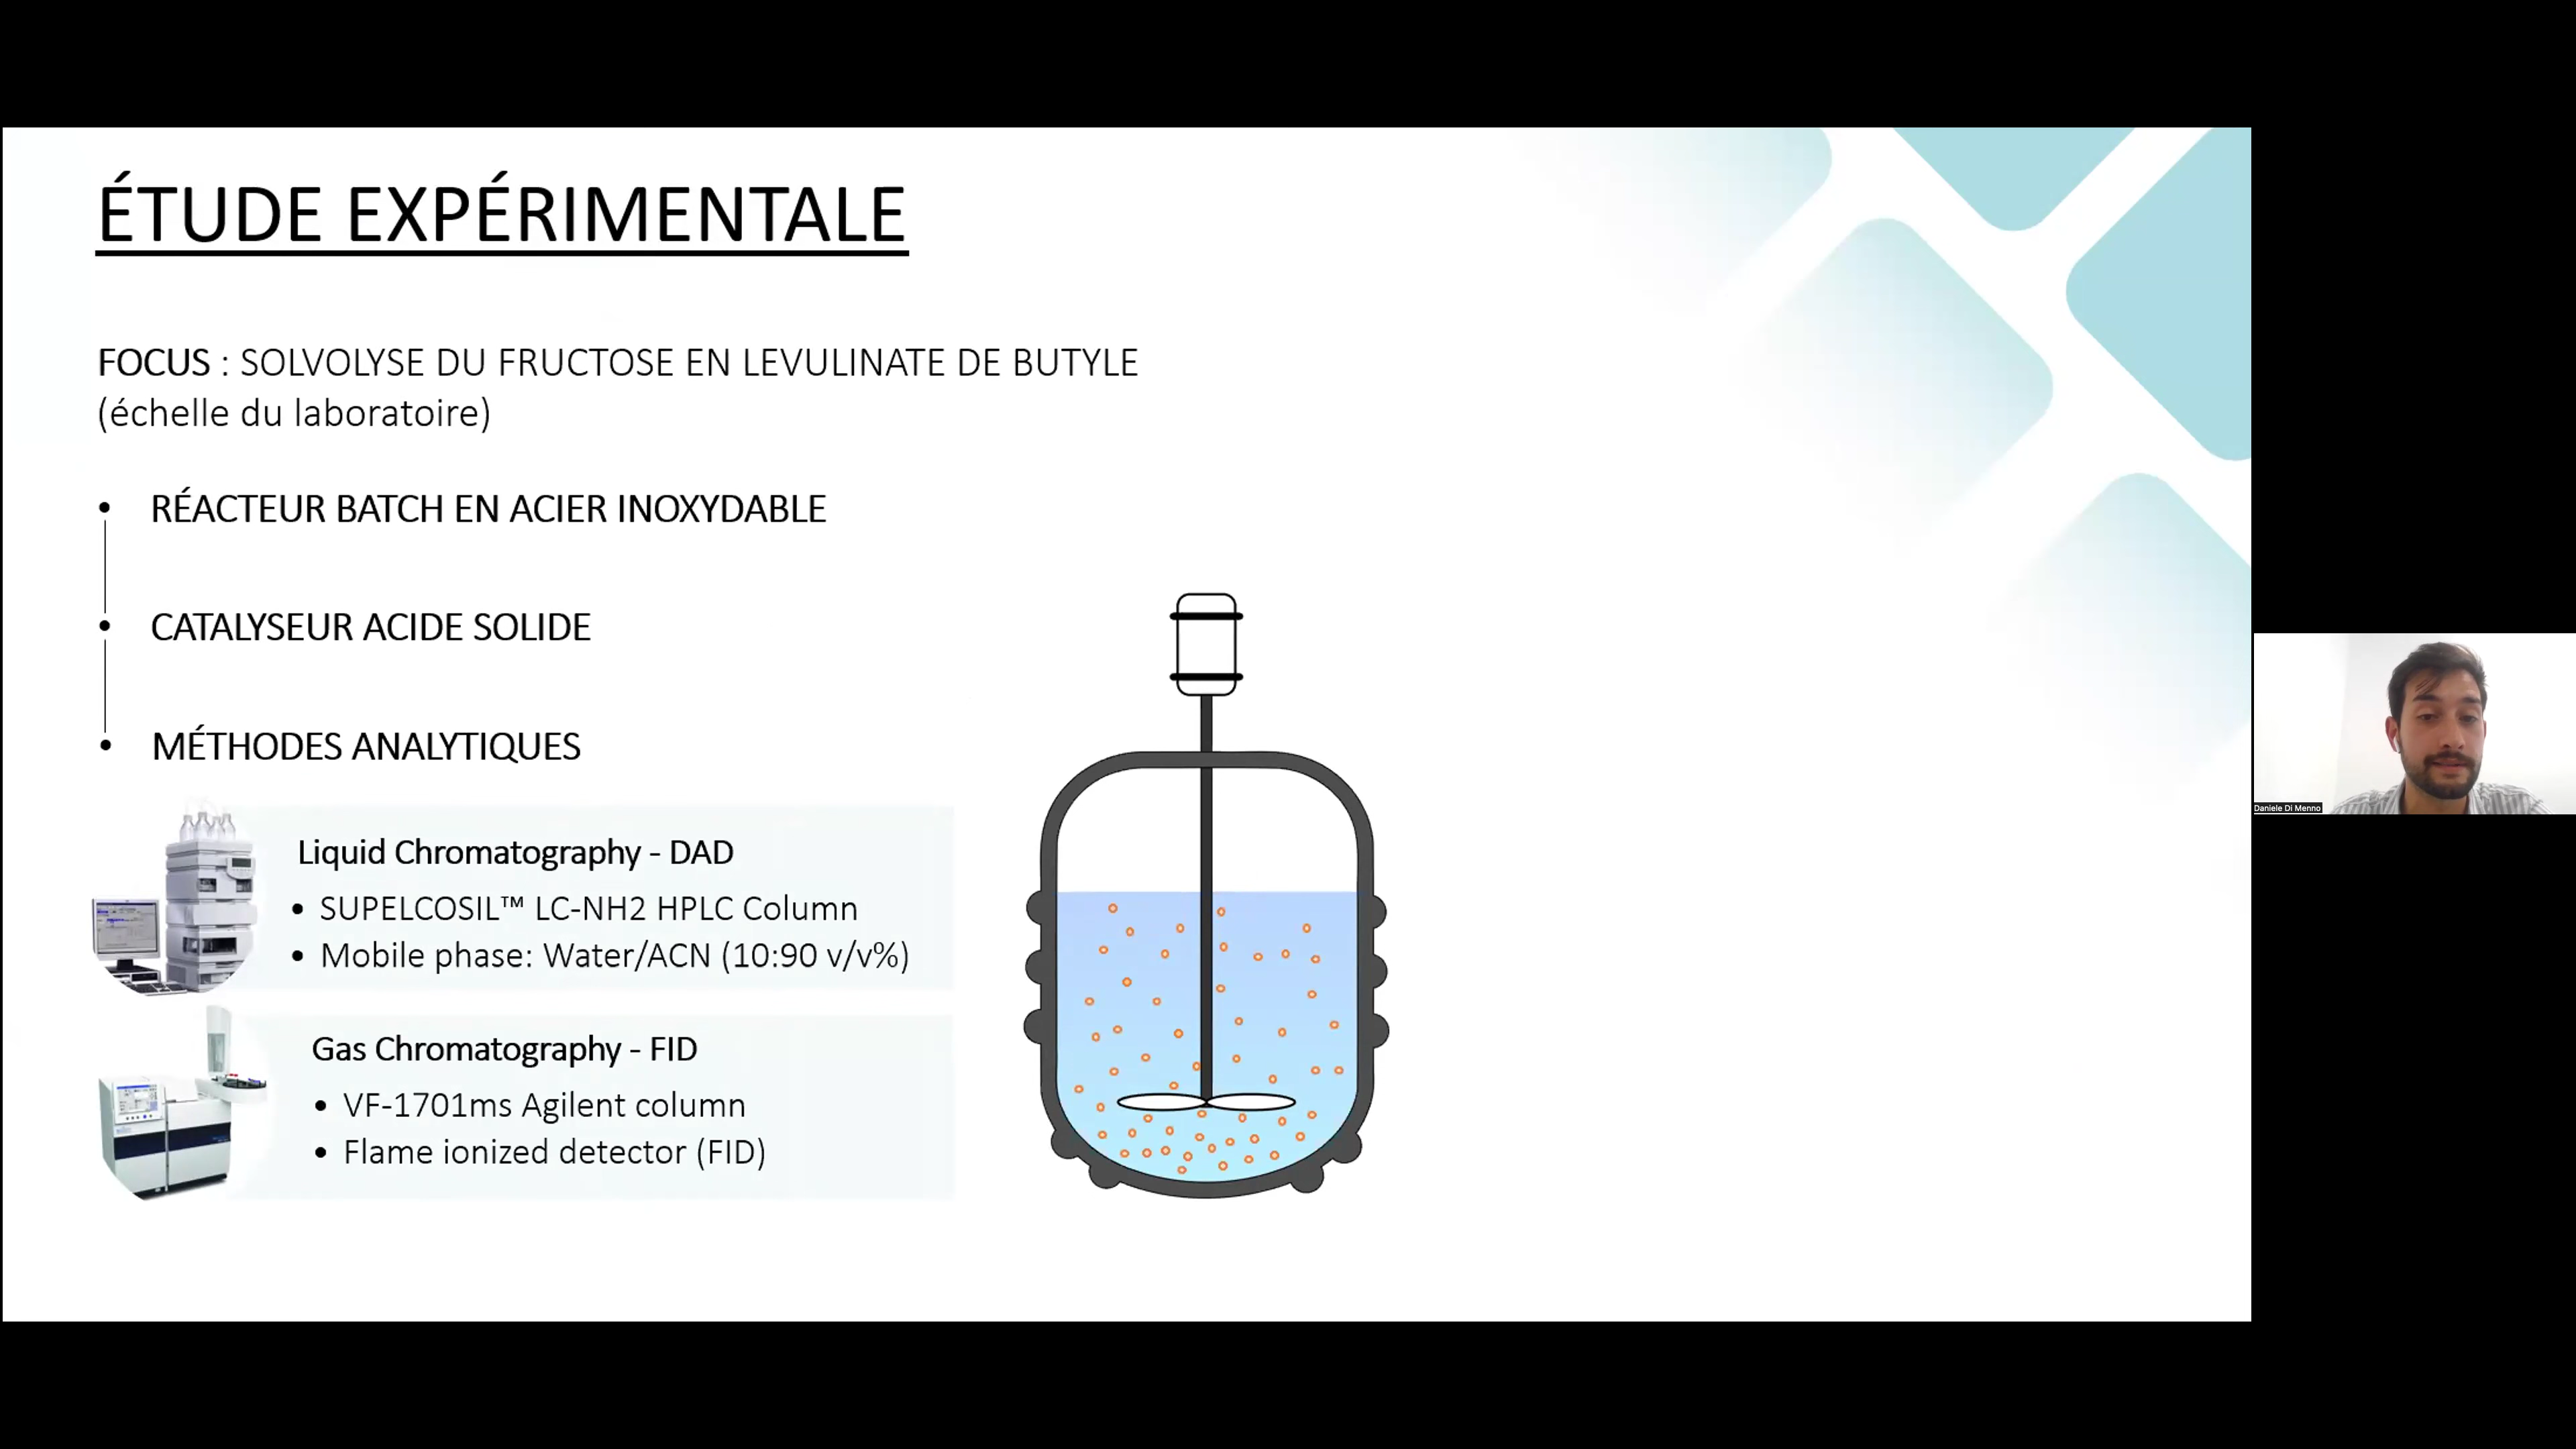 ÉTUDE EXPÉRIMENTALE
FOCUS : SOLVOLYSE DU FRUCTOSE EN LEVULINATE DE BUTYLE
(échelle du laboratoire)
• RÉACTEUR BATCH EN ACIER INOXYDABLE
• CATALYSEUR ACIDE SOLIDE
• MÉTHODES ANALYTIQUES
Liquid Chromatography - DAD
• SUPELCOSIL™ LC-NH2 HPLC Column
• Mobile phase: Water/ACN (10:90 v/v%)
Gas Chromatography - FID
• VF-1701ms Agilent column
• Flame ionized detector (FID)
Daniele Di Menno